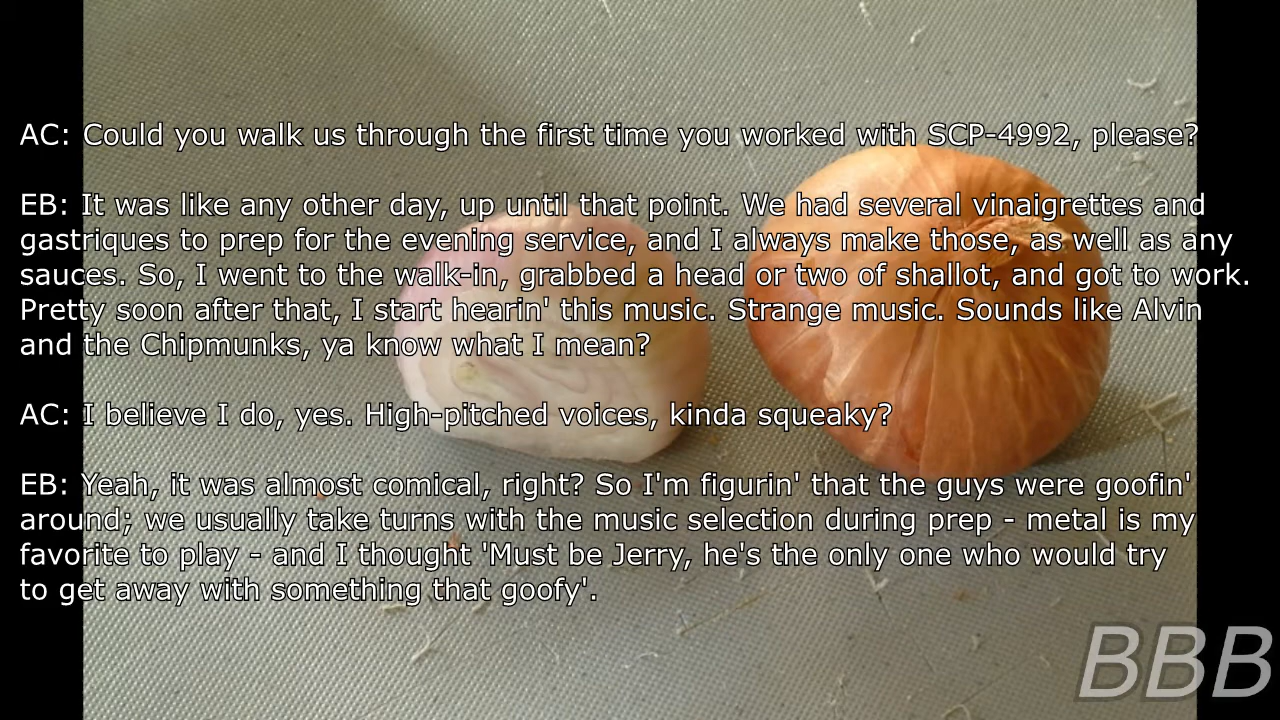 AC: Could you walk us through the first time you worked with SCP-4992, please?
EB: It was like any other day, up until that point. We had several vinaigrettes and
gastriques to prep for the evening service, and I always make those, as well as any
sauces. So, I went to the walk-in, grabbed a head or two of shallot, and got to work.
Pretty soon after that, I start hearin' this music. Strange music. Sounds like Alvin
and the Chipmunks, ya know what I mean?
AC: I believe I do, yes. High-pitched voices, kinda squeaky?
EB: Yeah, it was almost comical, right? So I'm figurin' that the guys were goofin'
around; we usually take turns with the music selection during prep - metal is my
favorite to play - and I thought 'Must be Jerry, he's the only one who would try
to get away with something that goofy'.
BBB